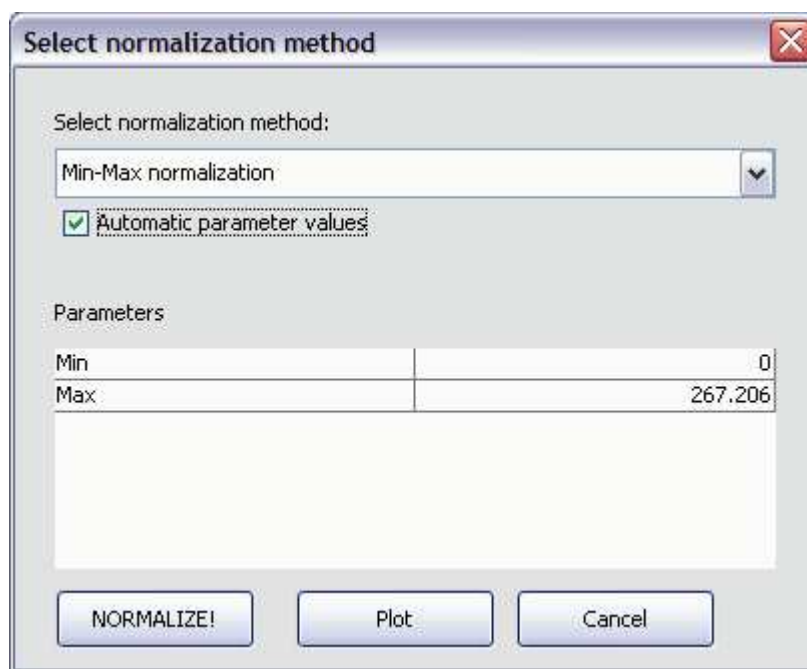 Select normalization method
Select normalization method:
Min-Max normalization
Automatic parameter values
Parameters
Min 0
Max 267.206
NORMALIZE! Plot Cancel